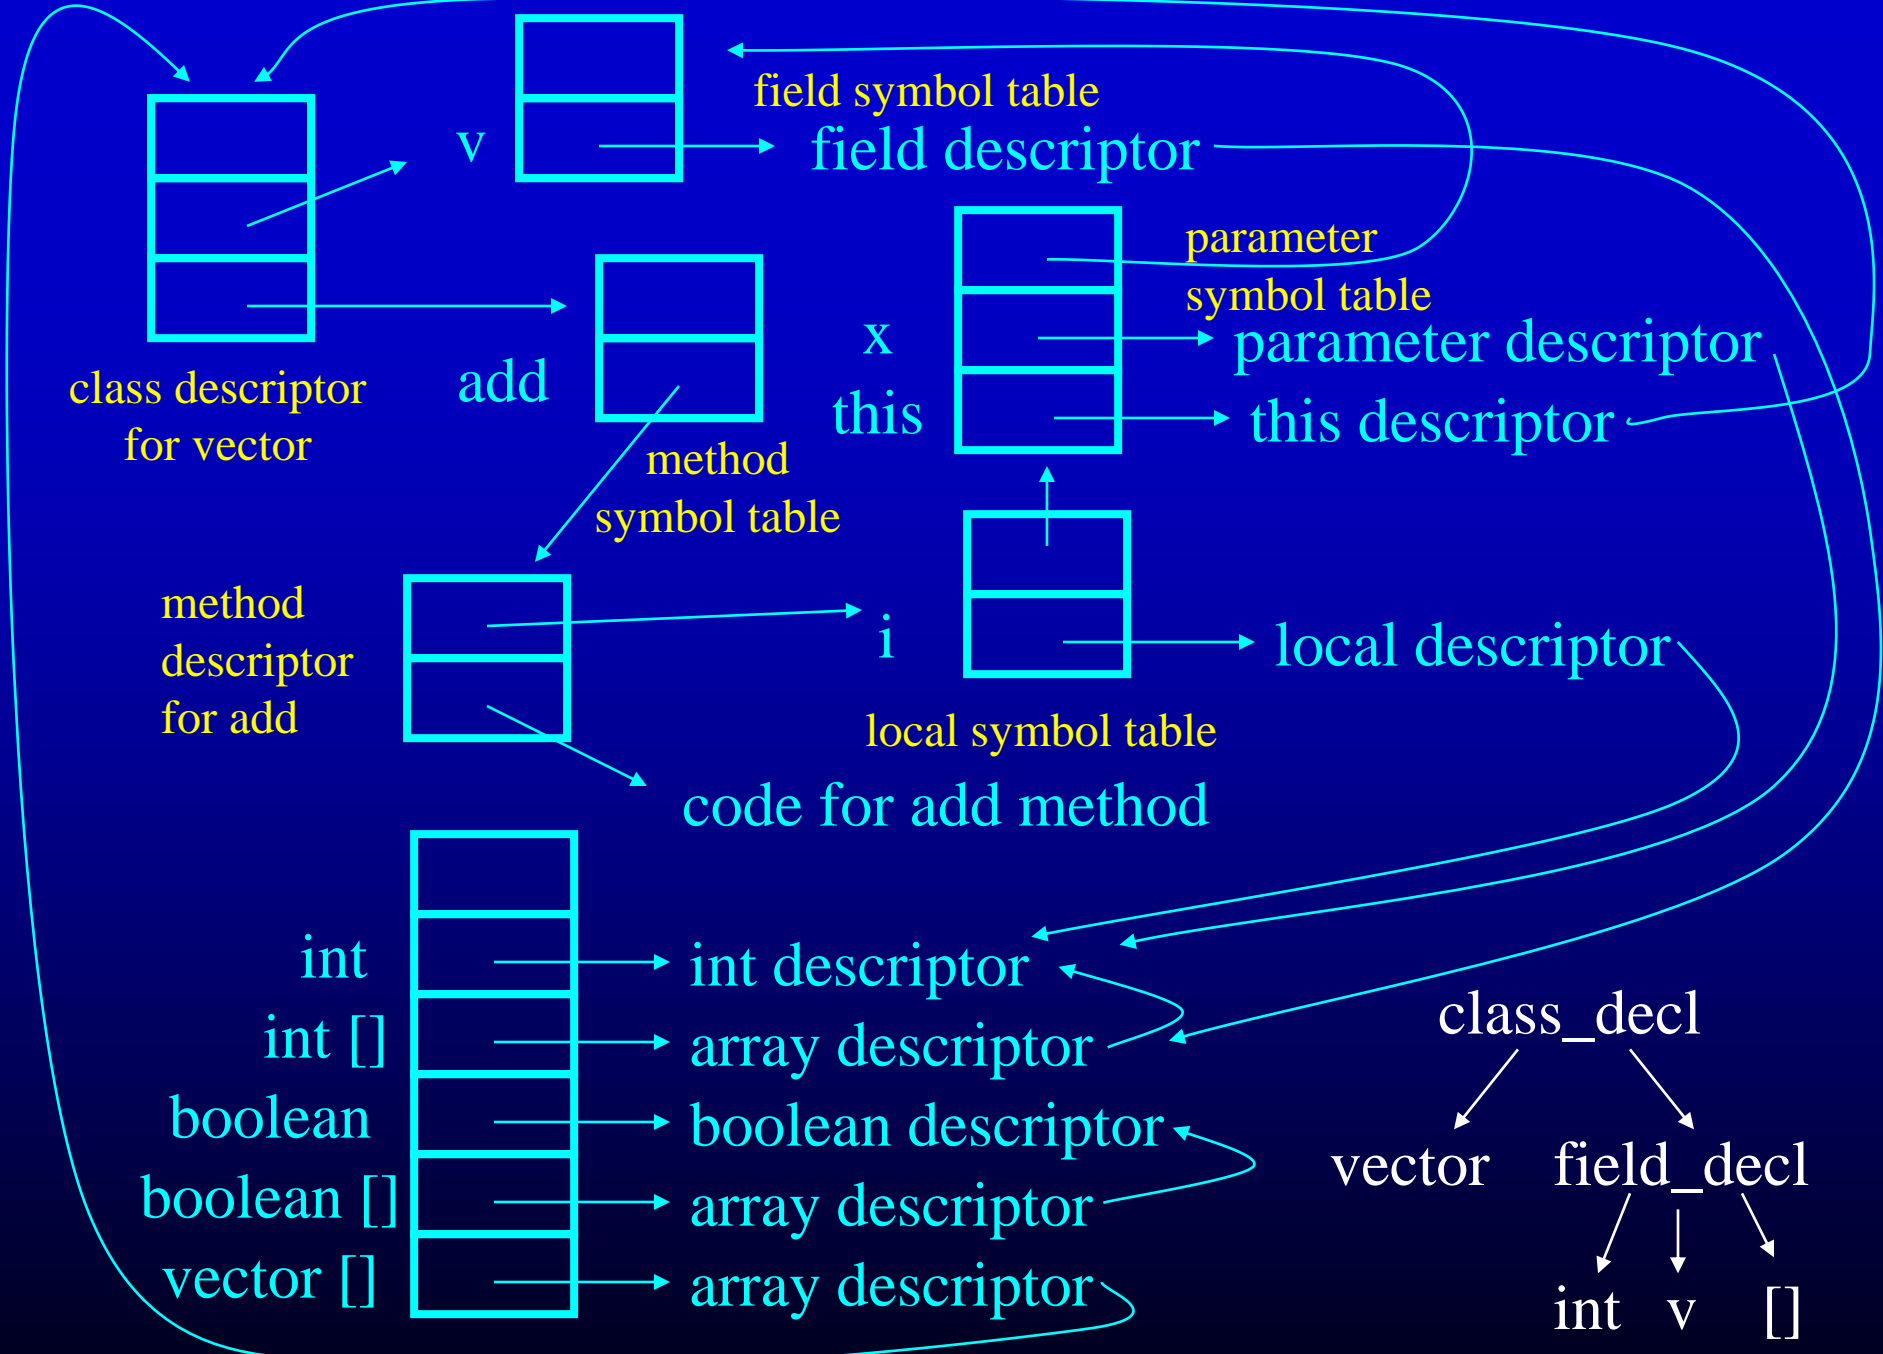 field symbol table
v
field descriptor
parameter
symbol table
x
parameter descriptor
class descriptor
for vector
add
this
this descriptor
method
symbol table
method
descriptor
for add
i
local descriptor
local symbol table
code for add method
int
int descriptor
int []
array descriptor
boolean
boolean descriptor
boolean []
array descriptor
vector []
array descriptor
class_decl
vector
field_decl
int
v
[]